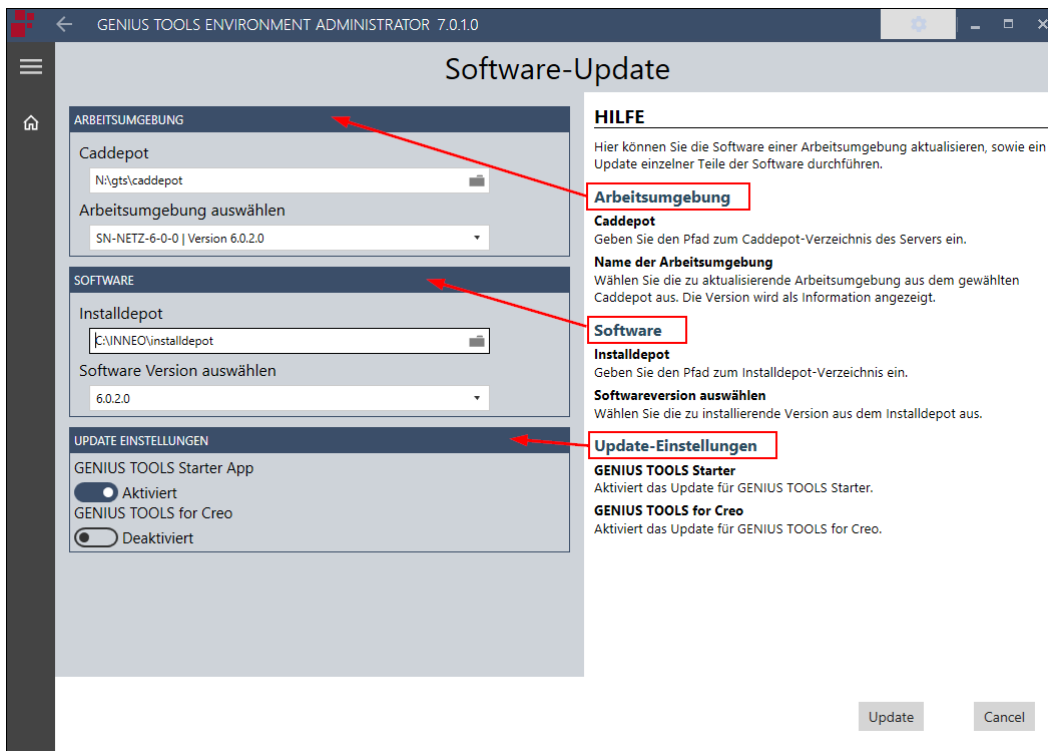 GENIUS TOOLS ENVIRONMENT ADMINISTRATOR 7.0.1.0
Software-Update
ARBEITSUMGEBUNG
Caddepot
N:\gts\caddepot
Arbeitsumgebung auswählen
SN-NETZ-6-0-0 | Version 6.0.2.0
SOFTWARE
Installdepot
C:\INNEO\installdepot
Software Version auswählen
6.0.2.0
UPDATE EINSTELLUNGEN
GENIUS TOOLS Starter App
Aktiviert
GENIUS TOOLS for Creo
Deaktiviert
HILFE
Hier können Sie die Software einer Arbeitsumgebung aktualisieren, sowie ein
Update einzelner Teile der Software durchführen.
Arbeitsumgebung
Caddepot
Geben Sie den Pfad zum Caddepot-Verzeichnis des Servers ein.
Name der Arbeitsumgebung
Wählen Sie die zu aktualisierende Arbeitsumgebung aus dem gewählten
Caddepot aus. Die Version wird als Information angezeigt.
Software
Installdepot
Geben Sie den Pfad zum Installdepot-Verzeichnis ein.
Softwareversion auswählen
Wählen Sie die zu installierende Version aus dem Installdepot aus.
Update-Einstellungen
GENIUS TOOLS Starter
Aktiviert das Update für GENIUS TOOLS Starter.
GENIUS TOOLS for Creo
Aktiviert das Update für GENIUS TOOLS for Creo.
Update
Cancel